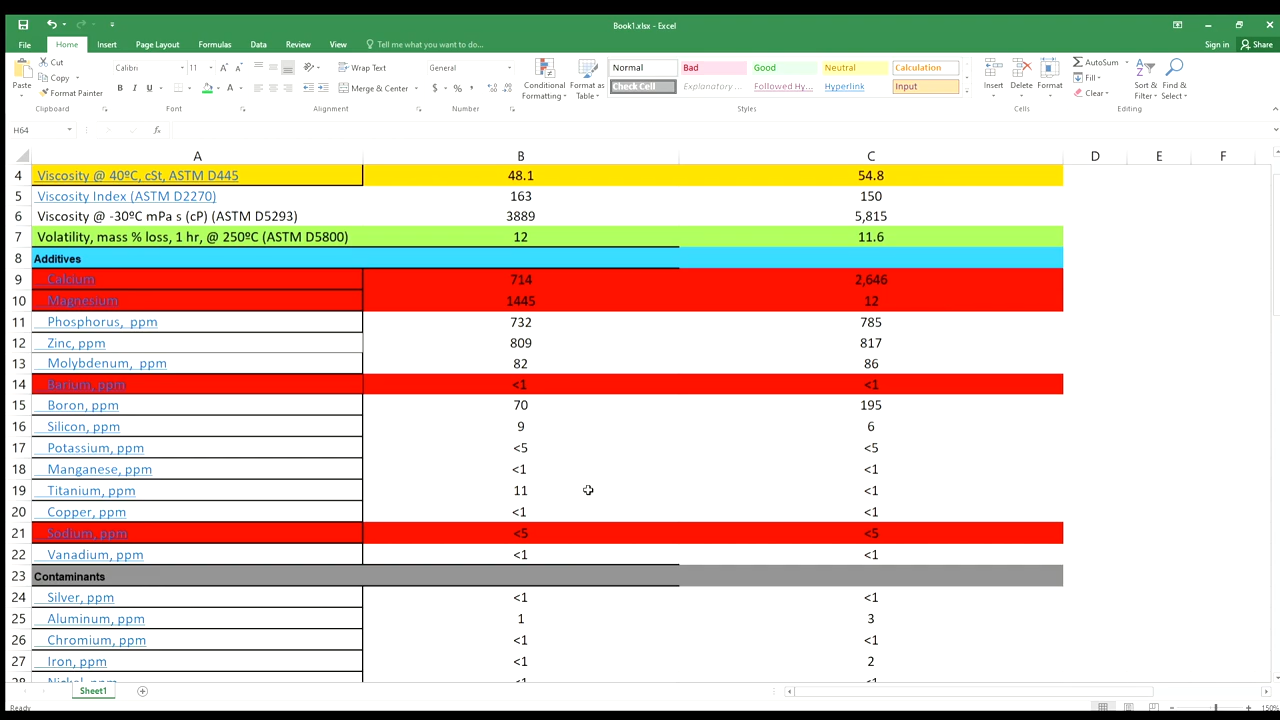 Book1.xlsx - Excel
File Home Insert Page Layout Formulas Data Review View Tell me what you want to do... Sign in Share
Cut
Copy
Format Painter
Paste
Calibri 11
B I U A
Wrap Text
Merge & Center
General
$ % ,
Conditional Formatting
Format as Table
Normal Bad Good Neutral Calculation
Check Cell Explanatory ... Followed Hy... Hyperlink Input
Insert Delete Format
AutoSum
Fill
Clear
Sort & Filter
Find & Select
Clipboard Font Alignment Number Styles Cells Editing
H64 fx
A B C D E F
4 Viscosity @ 40ºC, cSt, ASTM D445 48.1 54.8
5 Viscosity Index (ASTM D2270) 163 150
6 Viscosity @ -30ºC mPa s (cP) (ASTM D5293) 3889 5,815
7 Volatility, mass % loss, 1 hr, @ 250ºC (ASTM D5800) 12 11.6
8 Additives
9 Calcium 714 2,646
10 Magnesium 1445 12
11 Phosphorus, ppm 732 785
12 Zinc, ppm 809 817
13 Molybdenum, ppm 82 86
14 Barium, ppm <1 <1
15 Boron, ppm 70 195
16 Silicon, ppm 9 6
17 Potassium, ppm <5 <5
18 Manganese, ppm <1 <1
19 Titanium, ppm 11 <1
20 Copper, ppm <1 <1
21 Sodium, ppm <5 <5
22 Vanadium, ppm <1 <1
23 Contaminants
24 Silver, ppm <1 <1
25 Aluminum, ppm 1 3
26 Chromium, ppm <1 <1
27 Iron, ppm <1 2
28 Nickel, ppm <1 <1
Sheet1
Ready 150%